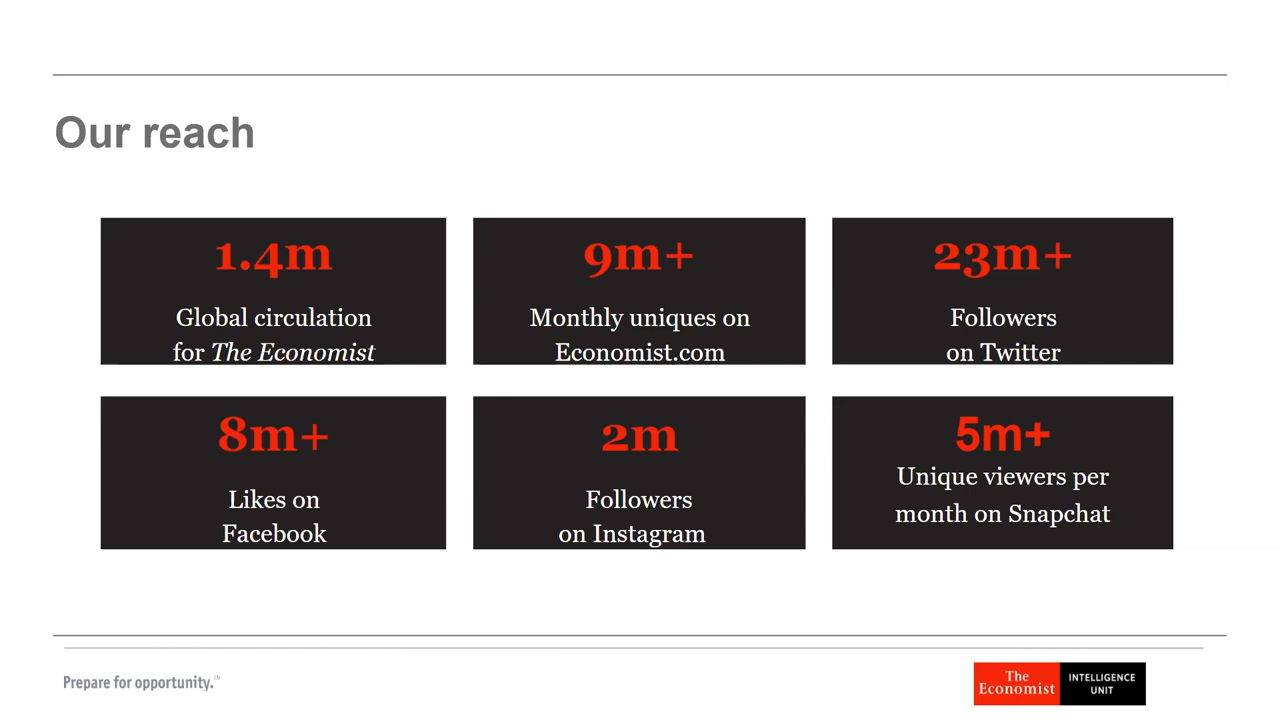 Our reach
1.4m
Global circulation
for The Economist
9m+
Monthly uniques on
Economist.com
23m+
Followers
on Twitter
8m+
Likes on
Facebook
2m
Followers
on Instagram
5m+
Unique viewers per
month on Snapchat
Prepare for opportunity.™
The
Economist
INTELLIGENCE
UNIT